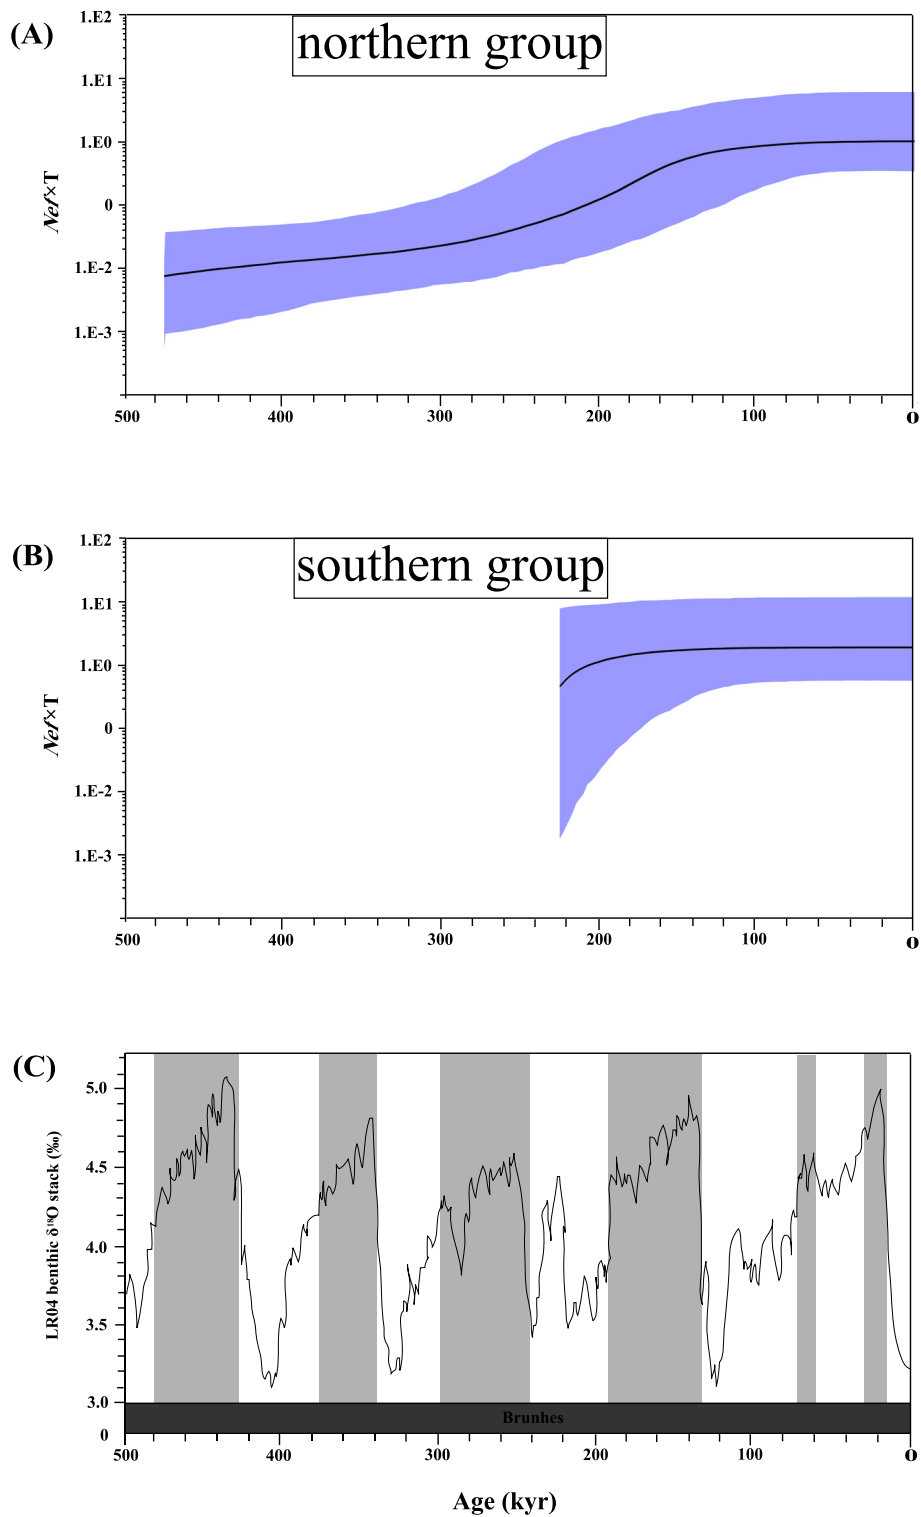 (A)
northern group
1.E2
1.E1
1.E0
0
1.E-2
1.E-3
Nef×T
500 400 300 200 100 0
(B)
southern group
1.E2
1.E1
1.E0
0
1.E-2
1.E-3
Nef×T
500 400 300 200 100 0
(C)
5.0
4.5
4.0
3.5
3.0
0
LR04 benthic δ¹⁸O stack (‰)
Brunhes
500 400 300 200 100 0
Age (kyr)